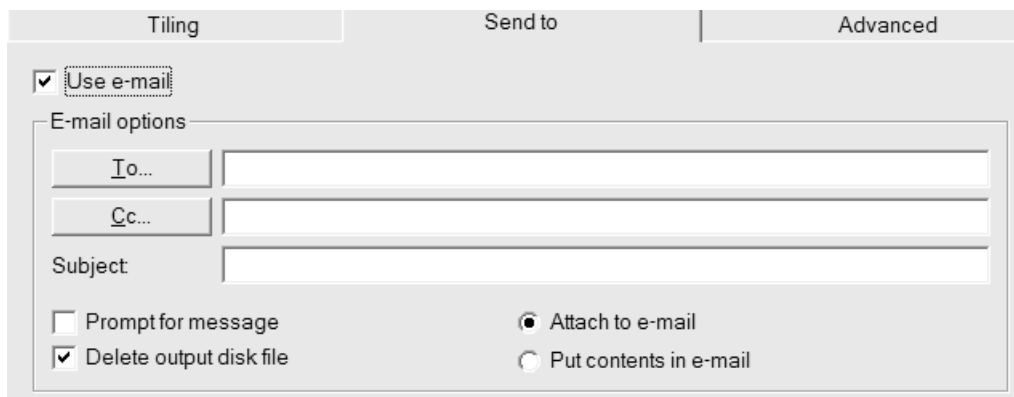 Tiling Send to Advanced
Use e-mail
E-mail options
To...
Cc...
Subject:
Prompt for message Attach to e-mail
Delete output disk file Put contents in e-mail